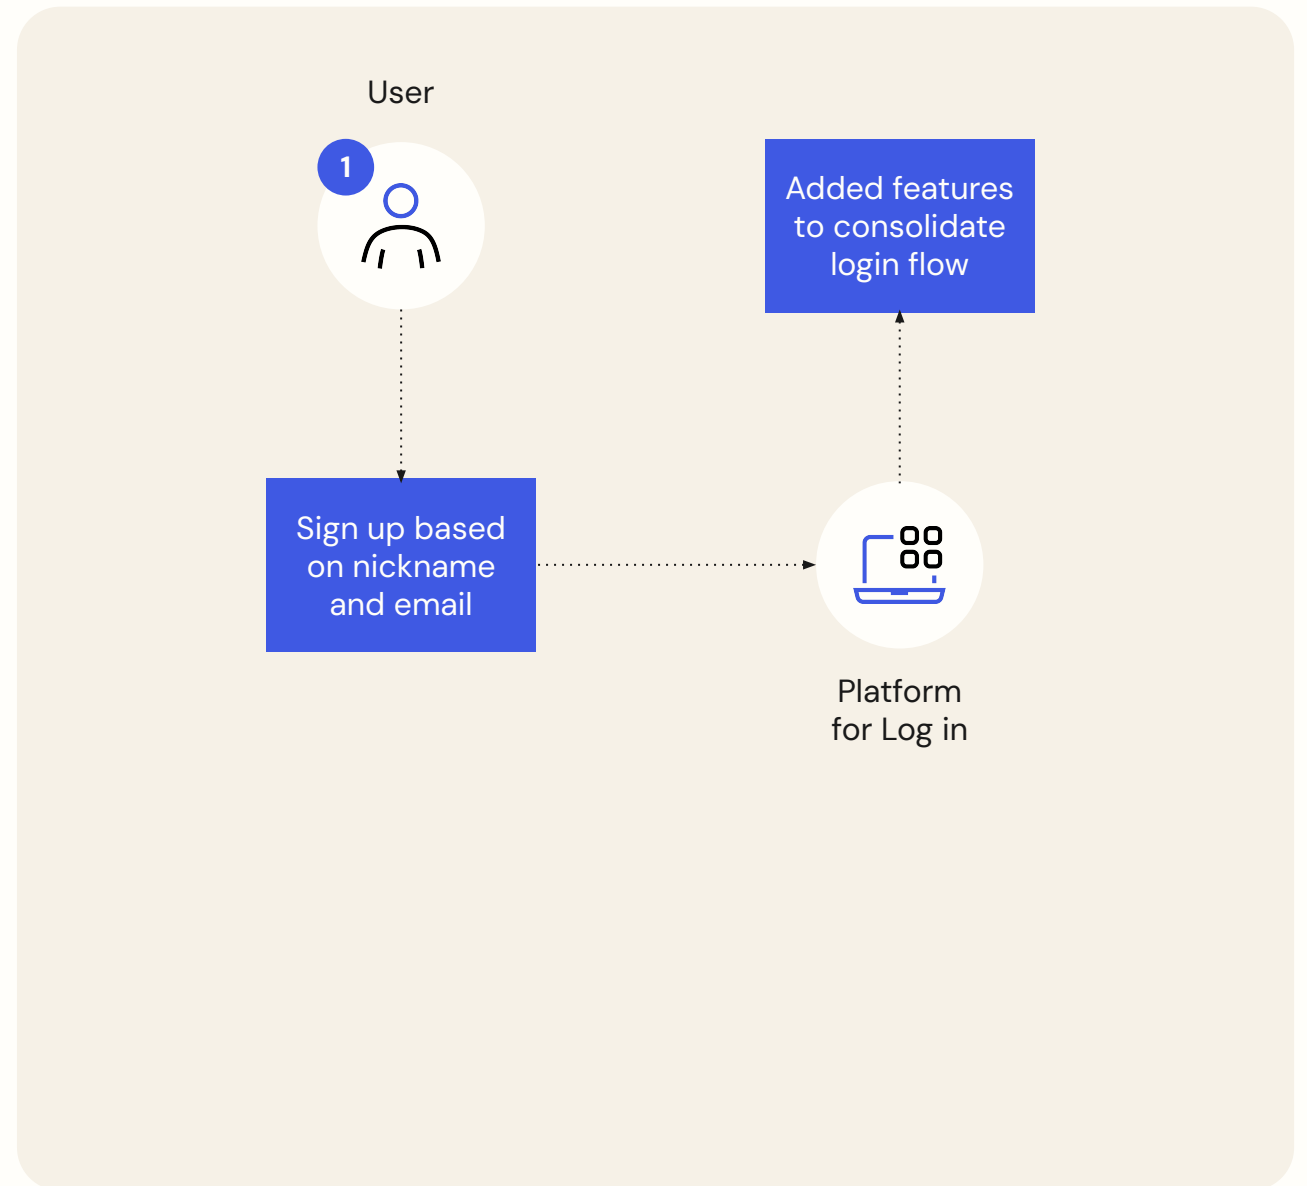 User
1
Added features
to consolidate
login flow
Sign up based
on nickname
and email
Platform
for Log in